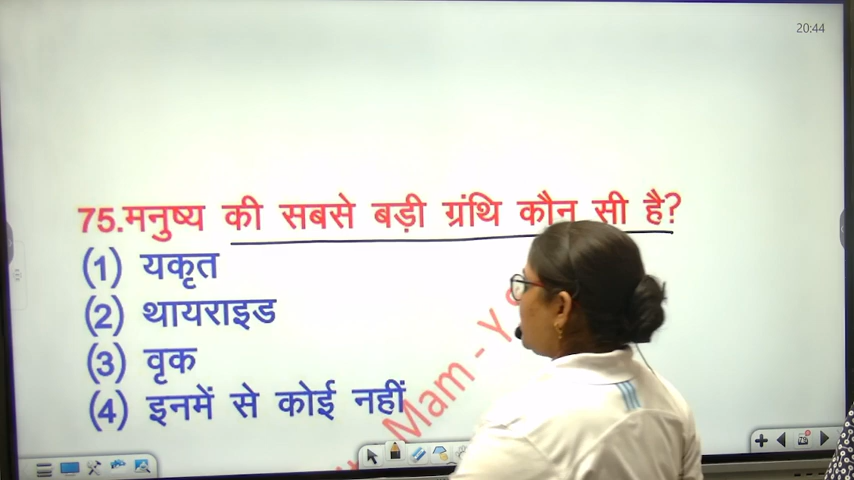 20:44
75.मनुष्य की सबसे बड़ी ग्रंथि कौन सी है?
(1) यकृत
(2) थायराइड
(3) वृक
(4) इनमें से कोई नहीं
Mam - Y